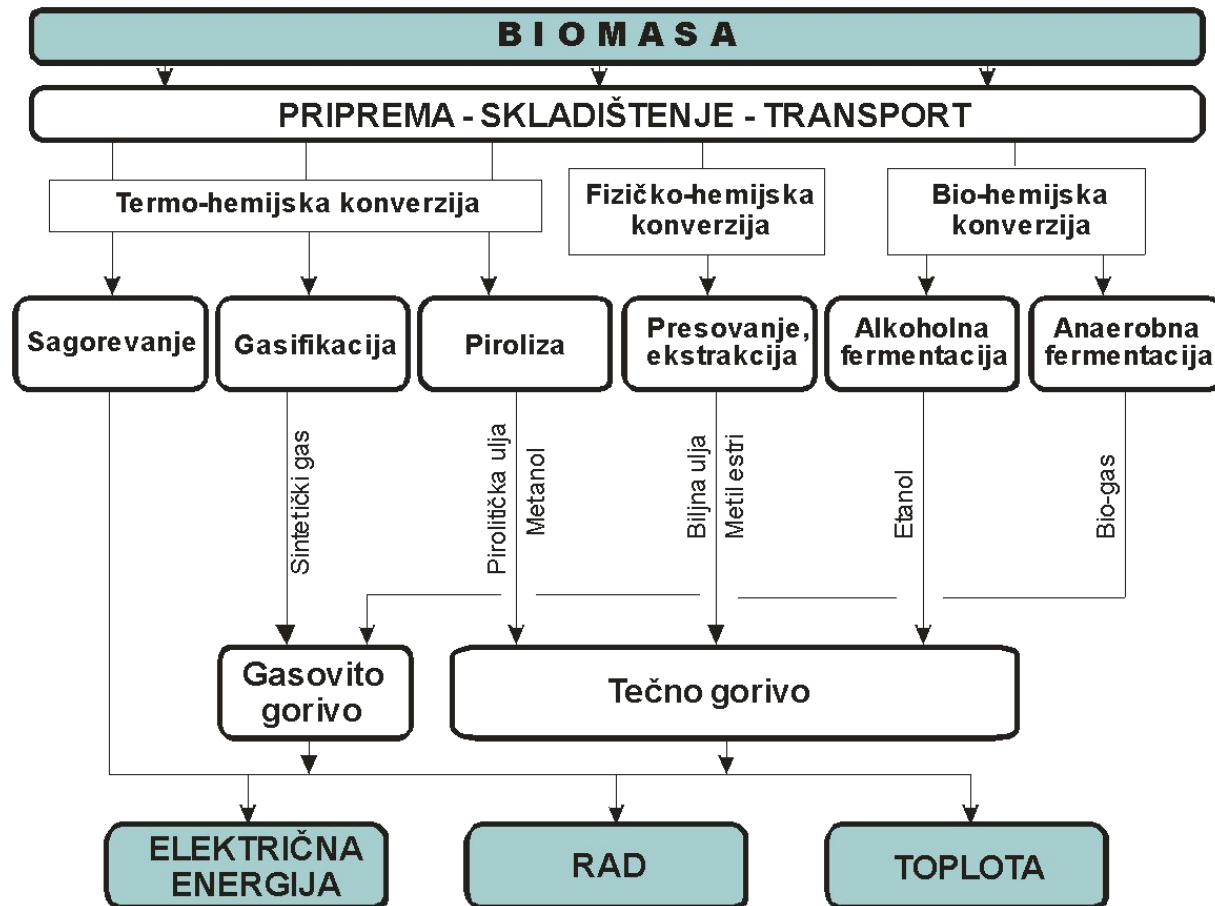 BIOMASA
PRIPREMA - SKLADIŠTENJE - TRANSPORT
Termo-hemijska konverzija
Fizičko-hemijska
konverzija
Bio-hemijska
konverzija
Sagorevanje
Gasifikacija
Piroliza
Presovanje,
ekstrakcija
Alkoholna
fermentacija
Anaerobna
fermentacija
Sintetički gas
Pirolitička ulja
Metanol
Biljna ulja
Metil estri
Etanol
Bio-gas
Gasovito
gorivo
Tečno gorivo
ELEKTRIČNA
ENERGIJA
RAD
TOPLOTA